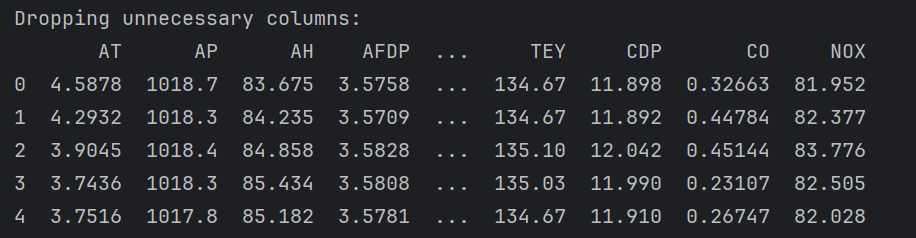 Dropping unnecessary columns:
       AT      AP      AH    AFDP  ...     TEY     CDP       CO     NOX
0  4.5878  1018.7  83.675  3.5758  ...  134.67  11.898  0.32663  81.952
1  4.2932  1018.3  84.235  3.5709  ...  134.67  11.892  0.44784  82.377
2  3.9045  1018.4  84.858  3.5828  ...  135.10  12.042  0.45144  83.776
3  3.7436  1018.3  85.434  3.5808  ...  135.03  11.990  0.23107  82.505
4  3.7516  1017.8  85.182  3.5781  ...  134.67  11.910  0.26747  82.028